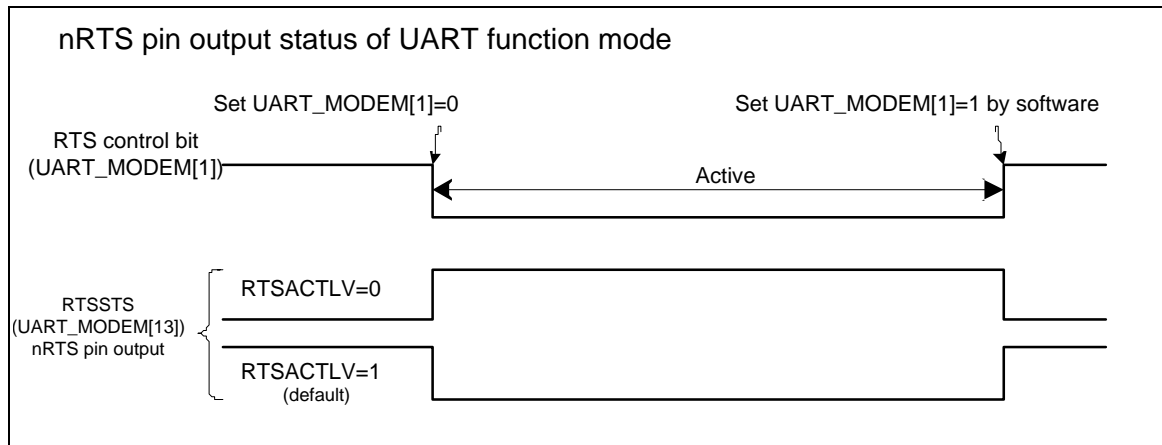 nRTS pin output status of UART function mode
Set UART_MODEM[1]=0
Set UART_MODEM[1]=1 by software
RTS control bit
(UART_MODEM[1])
Active
RTSACTLV=0
RTSSTS
(UART_MODEM[13])
nRTS pin output
RTSACTLV=1
(default)